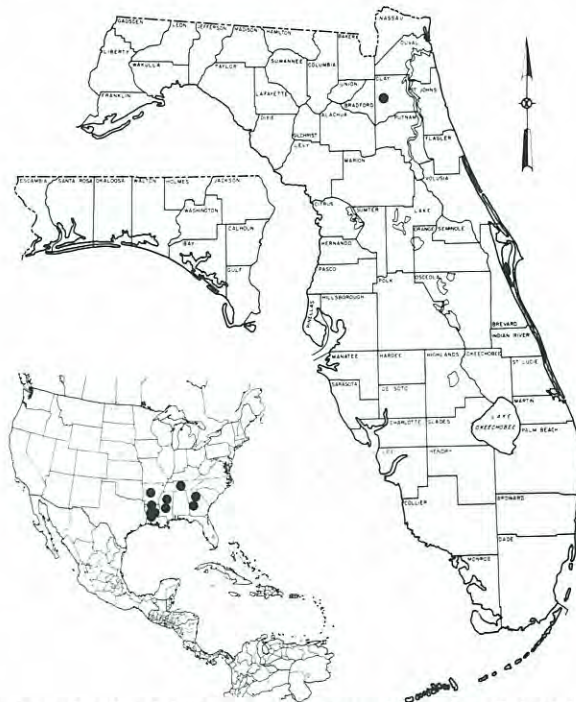 NASSAU
GADSDEN
LEON
JEFFERSON
MADISON
HAMILTON
BAKER
DUVAL
LIBERTY
WAKULLA
TAYLOR
SUWANNEE
COLUMBIA
UNION
CLAY
ST JOHNS
FRANKLIN
LAFAYETTE
BRADFORD
DIXIE
GILCHRIST
ALACHUA
PUTNAM
FLAGLER
LEVY
MARION
VOLUSIA
ESCAMBIA
SANTA ROSA
OKALOOSA
WALTON
HOLMES
JACKSON
WASHINGTON
BAY
CALHOUN
GULF
CITRUS
SUMTER
LAKE
ORANGE
SEMINOLE
HERNANDO
PASCO
POLK
OSCEOLA
HILLSBOROUGH
PINELLAS
BREVARD
INDIAN RIVER
MANATEE
HARDEE
HIGHLANDS
OKEECHOBEE
ST LUCIE
SARASOTA
DE SOTO
MARTIN
CHARLOTTE
GLADES
LAKE
OKEECHOBEE
PALM BEACH
LEE
HENDRY
COLLIER
BROWARD
DADE
MONROE